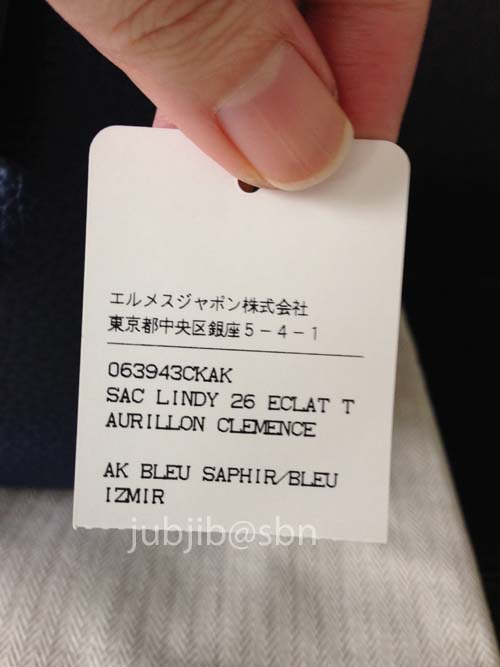 エルメスジャポン株式会社
東京都中央区銀座5-4-1
063943CKAK
SAC LINDY 26 ECLAT T
AURILLON CLEMENCE
AK BLEU SAPHIR/BLEU
IZMIR
jubjib@sbn